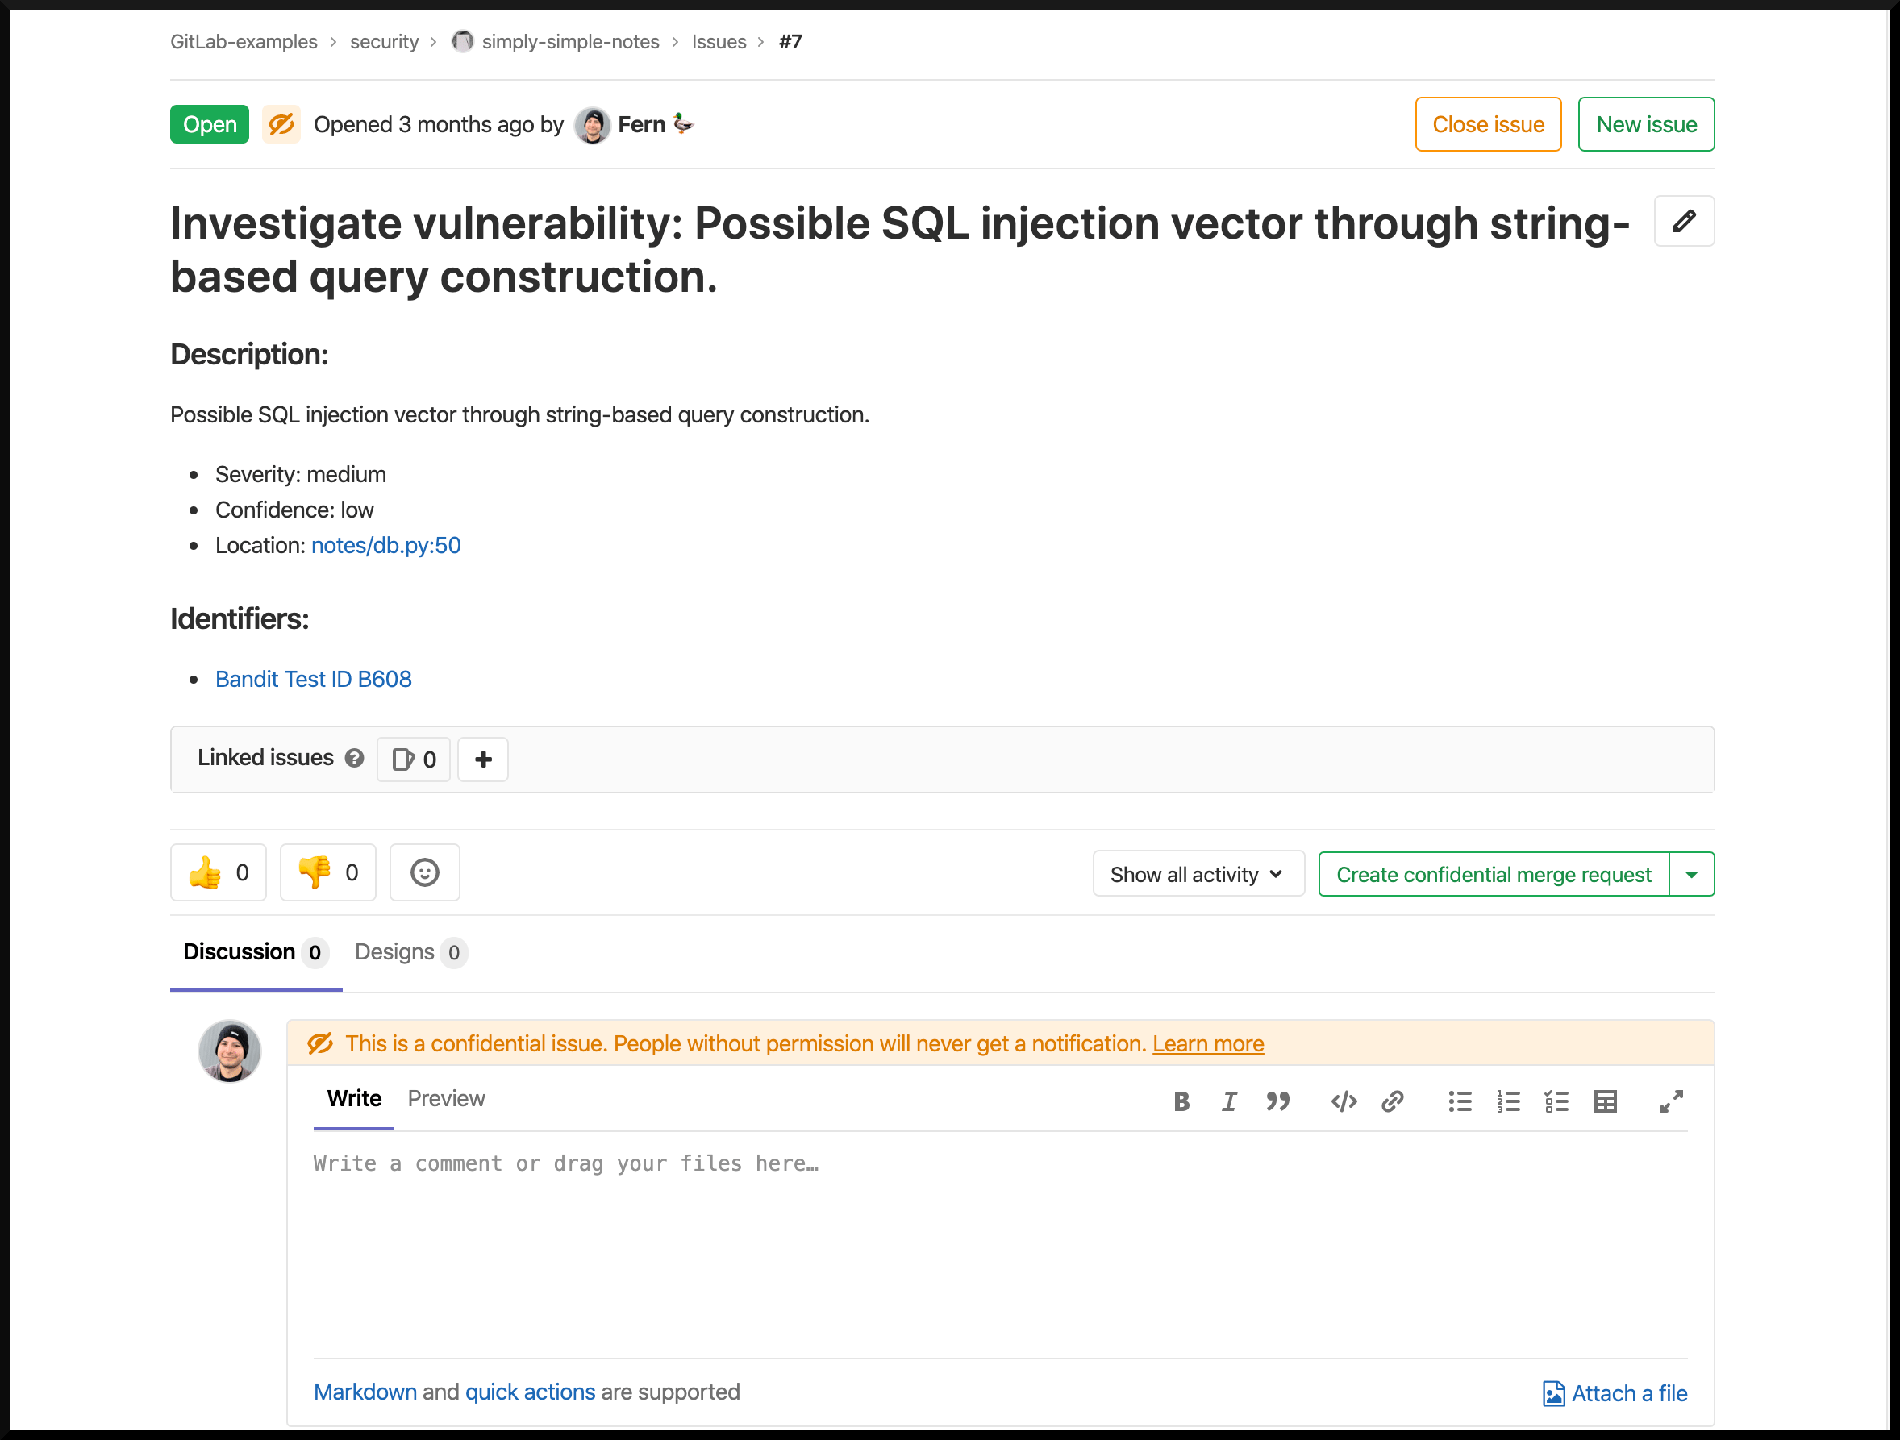 GitLab-examples > security > simply-simple-notes > Issues > #7
Open Opened 3 months ago by Fern 🦆 Close issue New issue
Investigate vulnerability: Possible SQL injection vector through string-
based query construction.
Description:
Possible SQL injection vector through string-based query construction.
• Severity: medium
• Confidence: low
• Location: notes/db.py:50
Identifiers:
• Bandit Test ID B608
Linked issues ? 0 +
👍 0 👎 0 Show all activity Create confidential merge request
Discussion 0 Designs 0
This is a confidential issue. People without permission will never get a notification. Learn more
Write Preview B I
Write a comment or drag your files here…
Markdown and quick actions are supported Attach a file